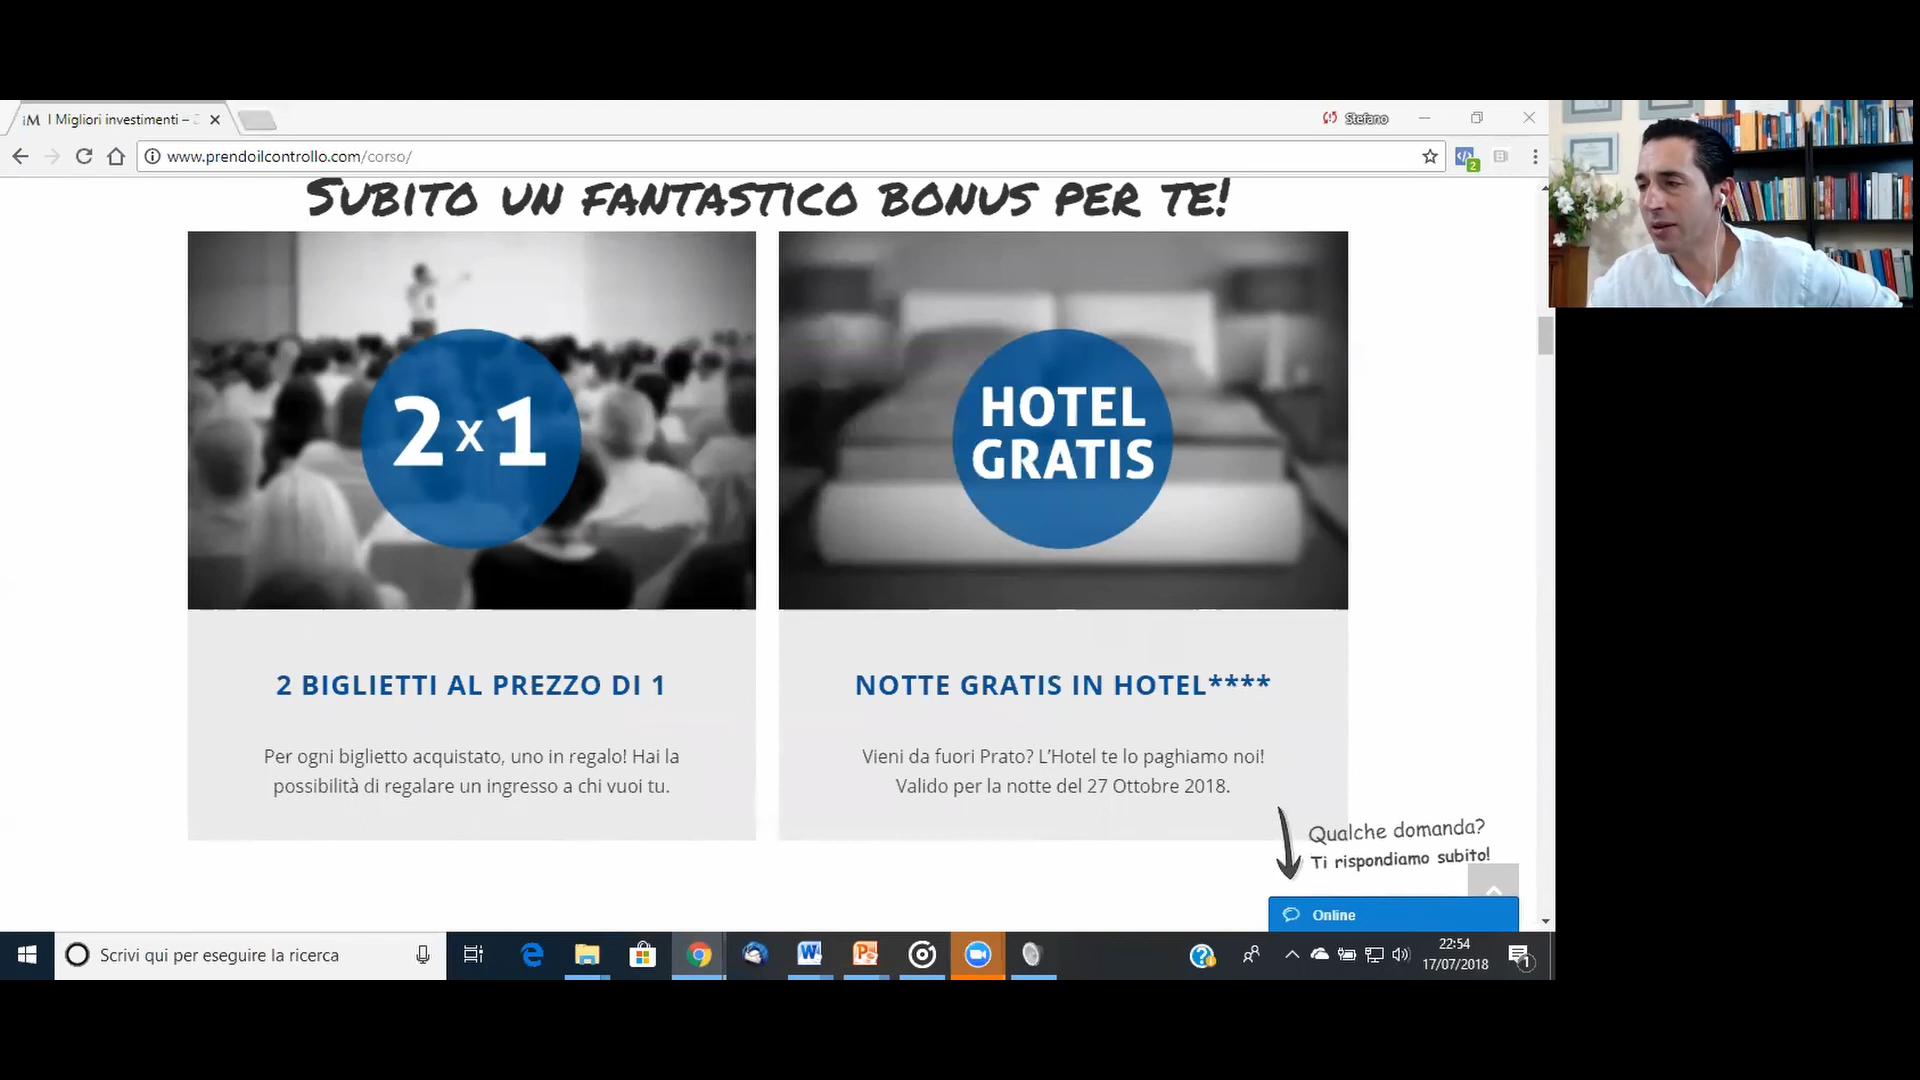 I Migliori investimenti –
Stefano
www.prendoilcontrollo.com/corso/
SUBITO UN FANTASTICO BONUS PER TE!
2 x 1
HOTEL
GRATIS
2 BIGLIETTI AL PREZZO DI 1
NOTTE GRATIS IN HOTEL****
Per ogni biglietto acquistato, uno in regalo! Hai la
possibilità di regalare un ingresso a chi vuoi tu.
Vieni da fuori Prato? L'Hotel te lo paghiamo noi!
Valido per la notte del 27 Ottobre 2018.
Qualche domanda?
Ti rispondiamo subito!
Online
Scrivi qui per eseguire la ricerca
22:54
17/07/2018